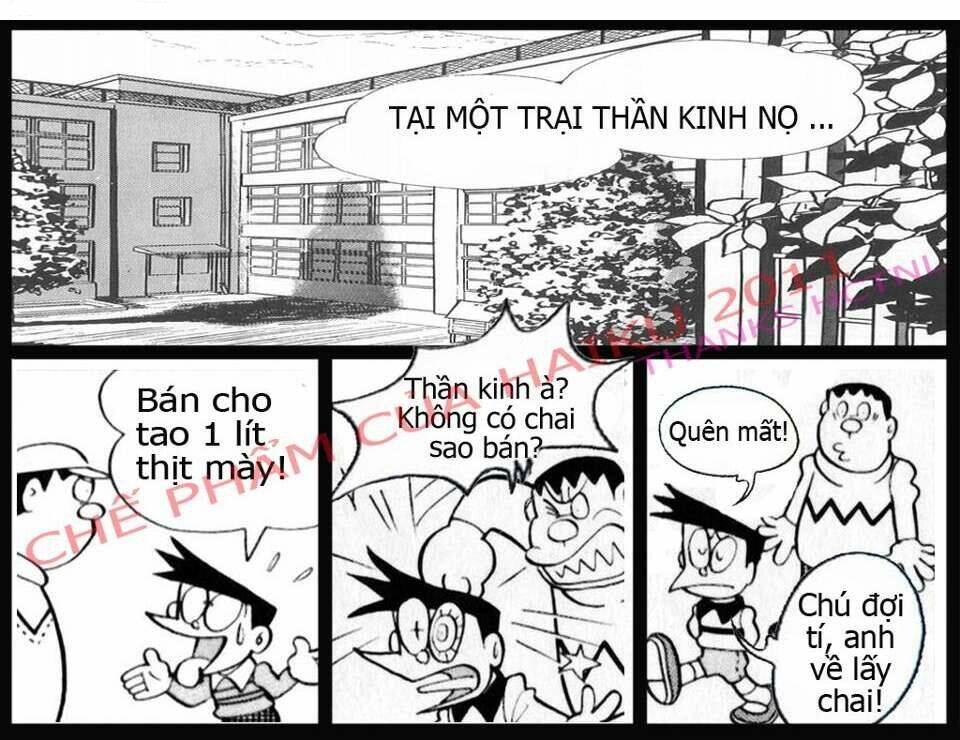 TẠI MỘT TRẠI THẦN KINH NỌ ...
Bán cho
tao 1 lít
thịt mày!
Thần kinh à?
Không có chai
sao bán?
Quên mất!
Chú đợi
tí, anh
về lấy
chai!
CHẾ PHẨM CỦA HAIKU 2011
THANKS HCTNL